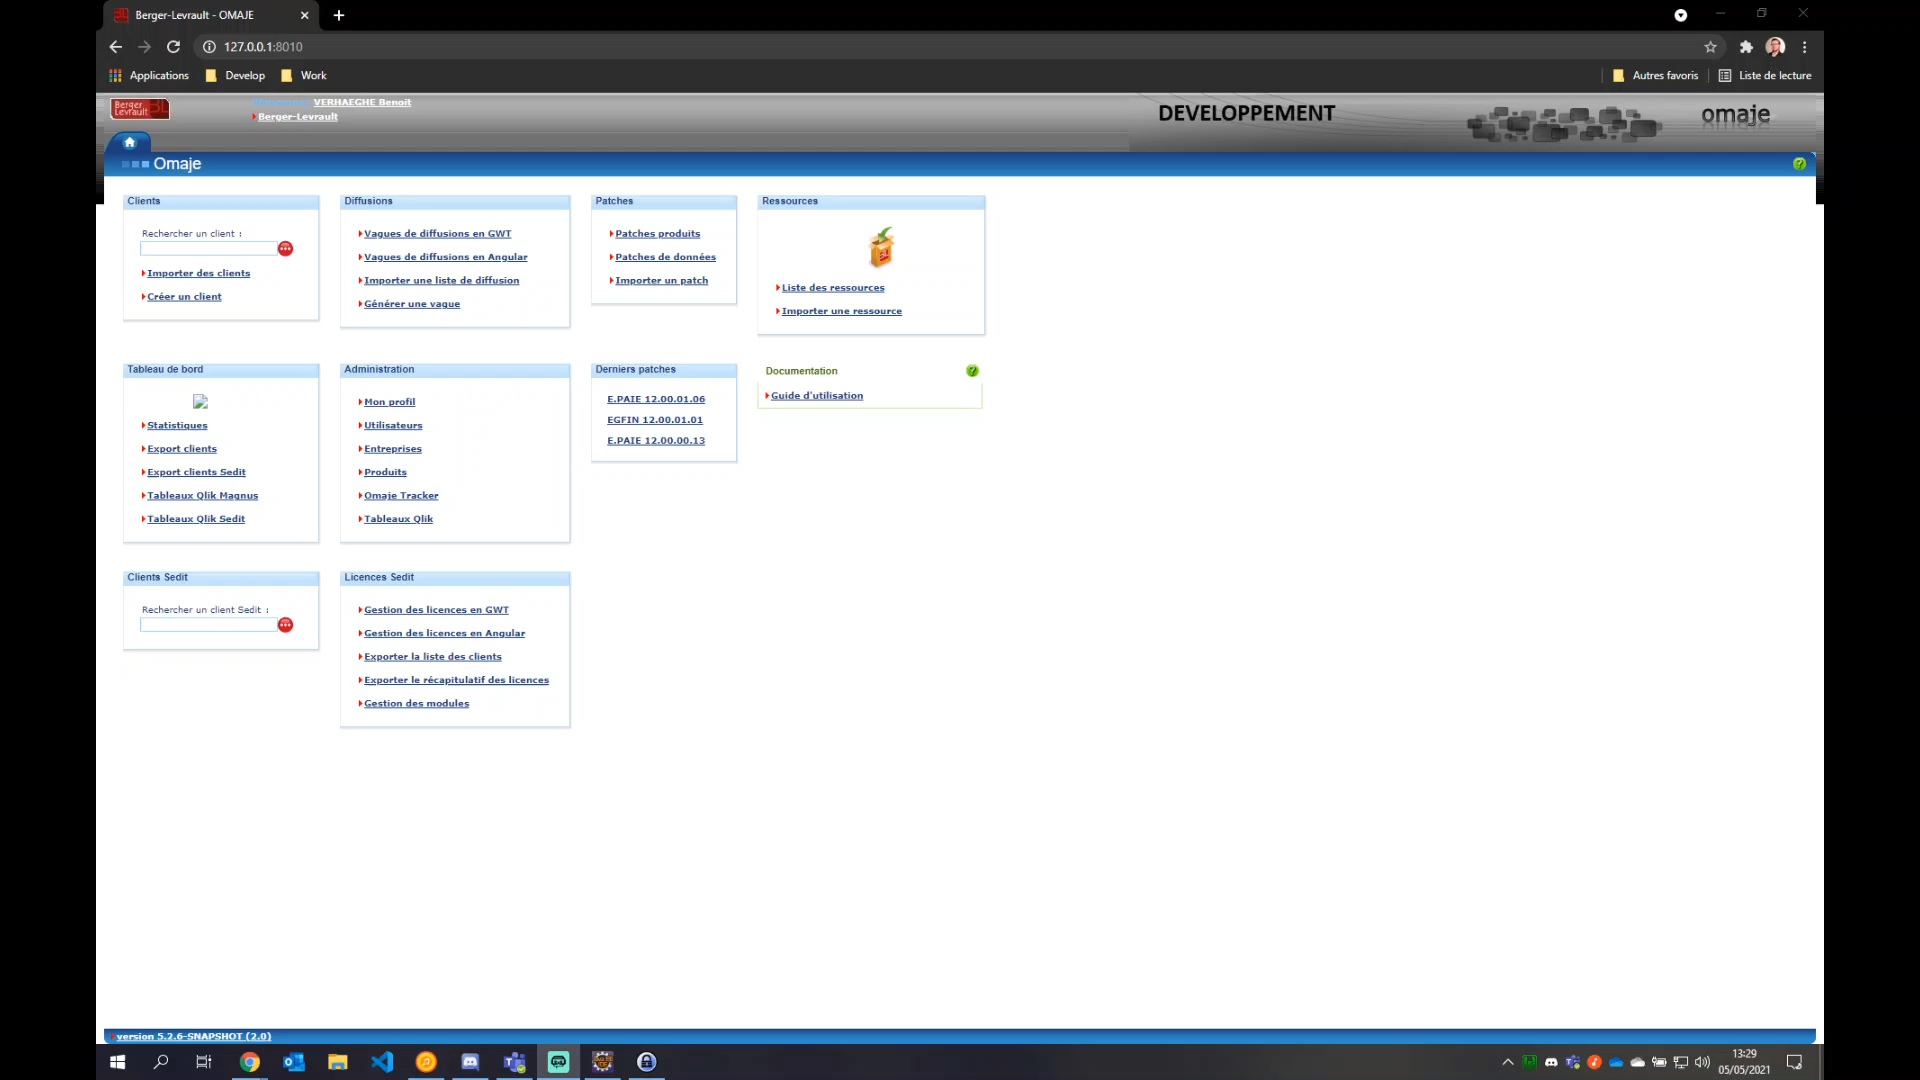 Berger-Levrault - OMAJE
127.0.0.1:8010
Applications
Develop
Work
Autres favoris
Liste de lecture
Berger
Levrault
VERHAEGHE Benoit
Berger-Levrault
DEVELOPPEMENT
omaje
Omaje
Clients
Rechercher un client :
Importer des clients
Créer un client
Diffusions
Vagues de diffusions en GWT
Vagues de diffusions en Angular
Importer une liste de diffusion
Générer une vague
Patches
Patches produits
Patches de données
Importer un patch
Ressources
Liste des ressources
Importer une ressource
Tableau de bord
Statistiques
Export clients
Export clients Sedit
Tableaux Qlik Magnus
Tableaux Qlik Sedit
Administration
Mon profil
Utilisateurs
Entreprises
Produits
Omaje Tracker
Tableaux Qlik
Derniers patches
E.PAIE 12.00.01.06
EGFIN 12.00.01.01
E.PAIE 12.00.00.13
Documentation
Guide d'utilisation
Clients Sedit
Rechercher un client Sedit :
Licences Sedit
Gestion des licences en GWT
Gestion des licences en Angular
Exporter la liste des clients
Exporter le récapitulatif des licences
Gestion des modules
version 5.2.6-SNAPSHOT (2.0)
13:29
05/05/2021